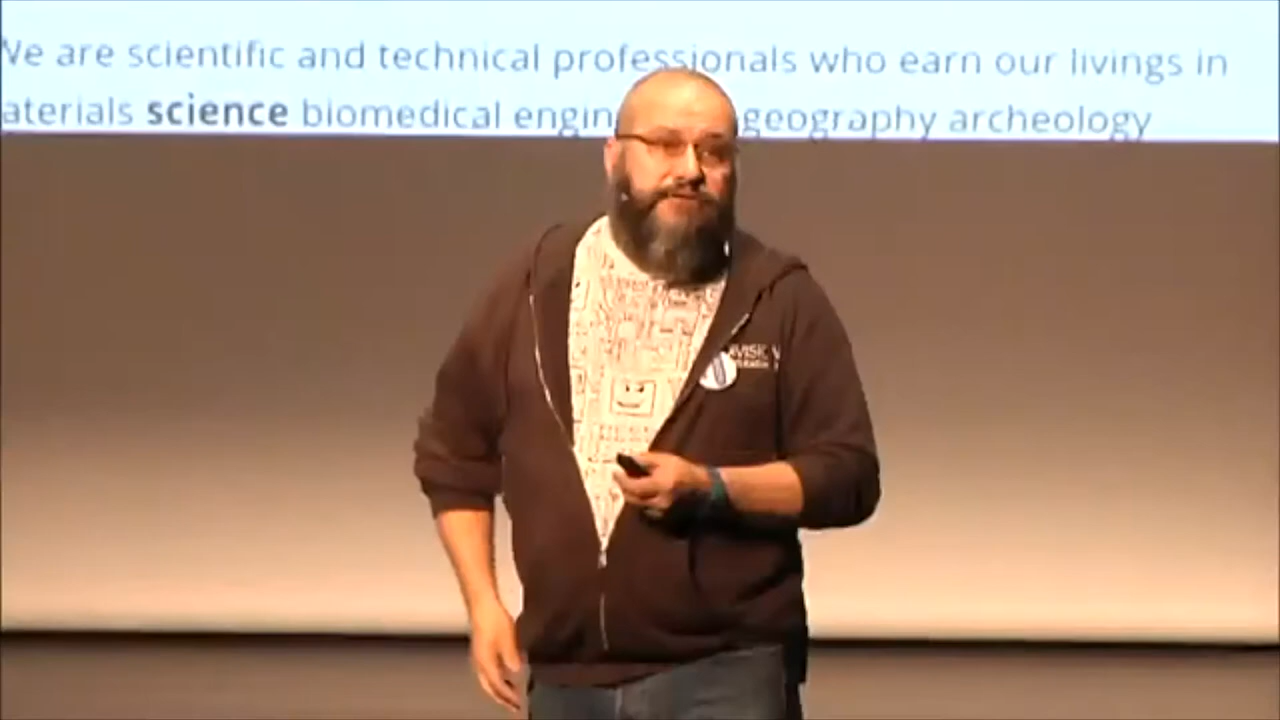 We are scientific and technical professionals who earn our livings in
aterials science biomedical engin geography archeology